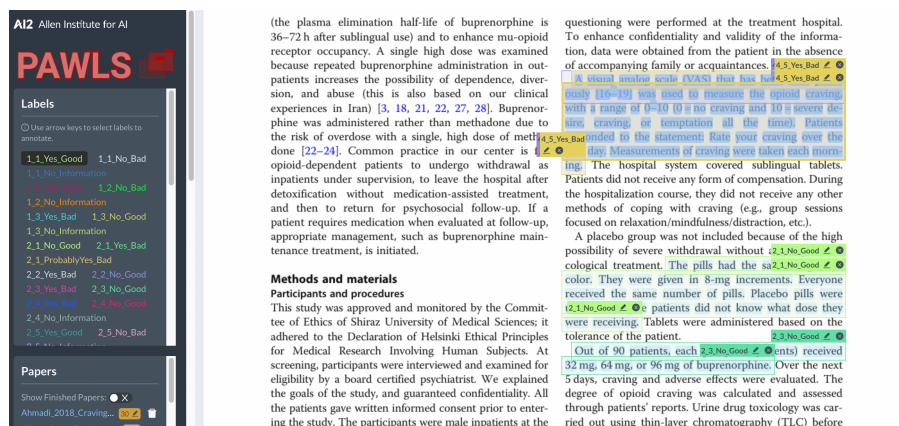 AI2 Allen Institute for AI
PAWLS
Labels
Use arrow keys to select labels to
annotate.
1_1_Yes_Good 1_1_No_Bad
1_1_No_Information
1_2_No_Bad
1_2_No_Information
1_3_Yes_Bad 1_3_No_Good
1_3_No_Information
2_1_No_Good 2_1_Yes_Bad
2_1_ProbablyYes_Bad
2_2_Yes_Bad 2_2_No_Good
2_3_Yes_Bad 2_3_No_Good
2_4_Yes_Bad 2_4_No_Good
2_4_No_Information
2_5_Yes_Good 2_5_No_Bad
2_5_No_Information
Papers
Show Finished Papers: X
Ahmadi_2018_Craving... 30
(the plasma elimination half-life of buprenorphine is
36–72 h after sublingual use) and to enhance mu-opioid
receptor occupancy. A single high dose was examined
because repeated buprenorphine administration in out-
patients increases the possibility of dependence, diver-
sion, and abuse (this is also based on our clinical
experiences in Iran) [3, 18, 21, 22, 27, 28]. Buprenor-
phine was administered rather than methadone due to
the risk of overdose with a single, high dose of meth
done [22–24]. Common practice in our center is
opioid-dependent patients to undergo withdrawal as
inpatients under supervision, to leave the hospital after
detoxification without medication-assisted treatment,
and then to return for psychosocial follow-up. If a
patient requires medication when evaluated at follow-up,
appropriate management, such as buprenorphine main-
tenance treatment, is initiated.
Methods and materials
Participants and procedures
This study was approved and monitored by the Commit-
tee of Ethics of Shiraz University of Medical Sciences; it
adhered to the Declaration of Helsinki Ethical Principles
for Medical Research Involving Human Subjects. At
screening, participants were interviewed and examined for
eligibility by a board certified psychiatrist. We explained
the goals of the study, and guaranteed confidentiality. All
the patients gave written informed consent prior to enter-
ing the study. The participants were male inpatients at the
questioning were performed at the treatment hospital.
To enhance confidentiality and validity of the informa-
tion, data were obtained from the patient in the absence
of accompanying family or acquaintances. 4_5_Yes_Bad
A visual analog scale (VAS) that has be 4_5_Yes_Bad
ously [16–19] was used to measure the opioid craving,
with a range of 0–10 (0 = no craving and 10 = severe de-
sire, craving, or temptation all the time). Patients
4_5_Yes_Bad onded to the statement: Rate your craving over the
day. Measurements of craving were taken each morn-
ing. The hospital system covered sublingual tablets.
Patients did not receive any form of compensation. During
the hospitalization course, they did not receive any other
methods of coping with craving (e.g., group sessions
focused on relaxation/mindfulness/distraction, etc.).
A placebo group was not included because of the high
possibility of severe withdrawal without 2_1_No_Good
cological treatment. The pills had the sa 2_1_No_Good
color. They were given in 8-mg increments. Everyone
received the same number of pills. Placebo pills were
2_1_No_Good e patients did not know what dose they
were receiving. Tablets were administered based on the
tolerance of the patient. 2_3_No_Good
Out of 90 patients, each 2_3_No_Good ents) received
32 mg, 64 mg, or 96 mg of buprenorphine. Over the next
5 days, craving and adverse effects were evaluated. The
degree of opioid craving was calculated and assessed
through patients' reports. Urine drug toxicology was car-
ried out using thin-layer chromatography (TLC) before